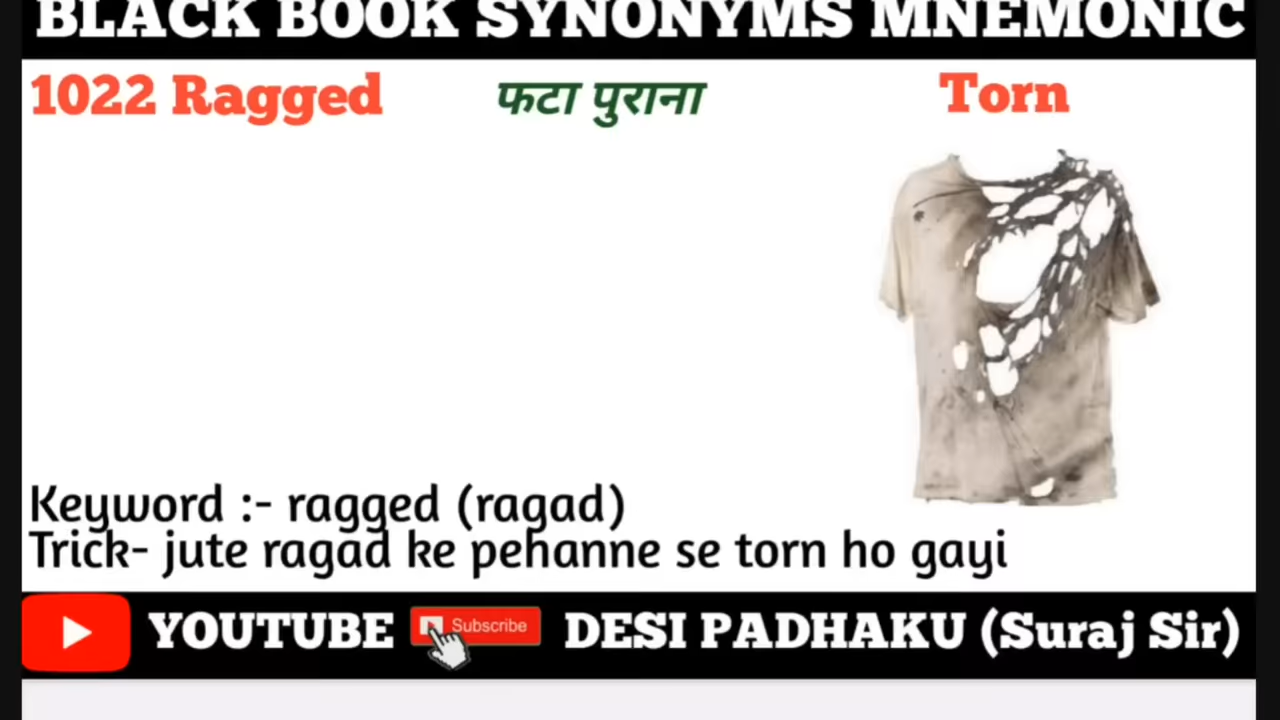 BLACK BOOK SYNONYMS MNEMONIC
1022 Ragged फटा पुराना Torn
Keyword :- ragged (ragad)
Trick- jute ragad ke pehanne se torn ho gayi
YOUTUBE Subscribe DESI PADHAKU (Suraj Sir)